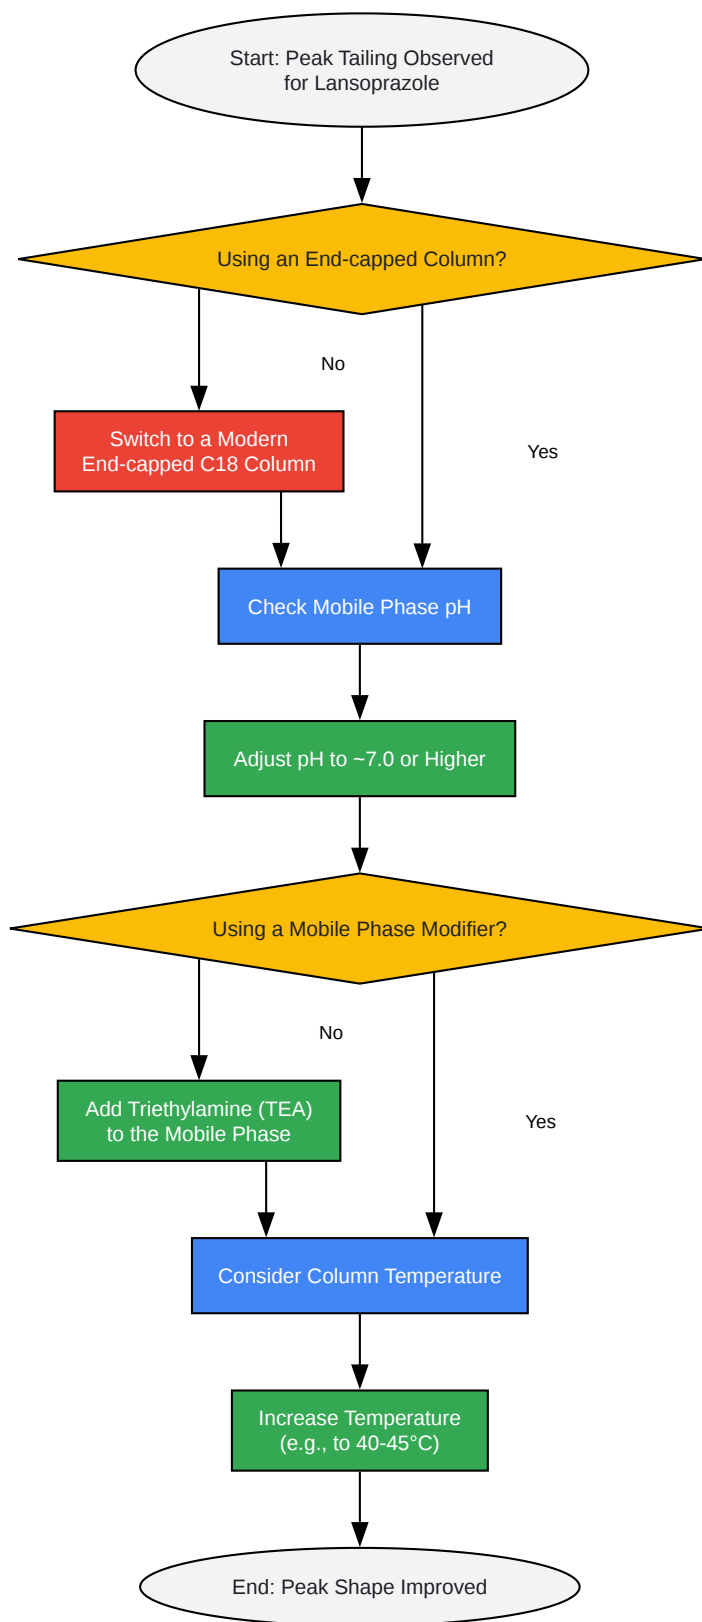 Start: Peak Tailing Observed
for Lansoprazole
Using an End-capped Column?
No
Switch to a Modern
End-capped C18 Column
Yes
Check Mobile Phase pH
Adjust pH to ~7.0 or Higher
Using a Mobile Phase Modifier?
No
Add Triethylamine (TEA)
to the Mobile Phase
Yes
Consider Column Temperature
Increase Temperature
(e.g., to 40-45°C)
End: Peak Shape Improved